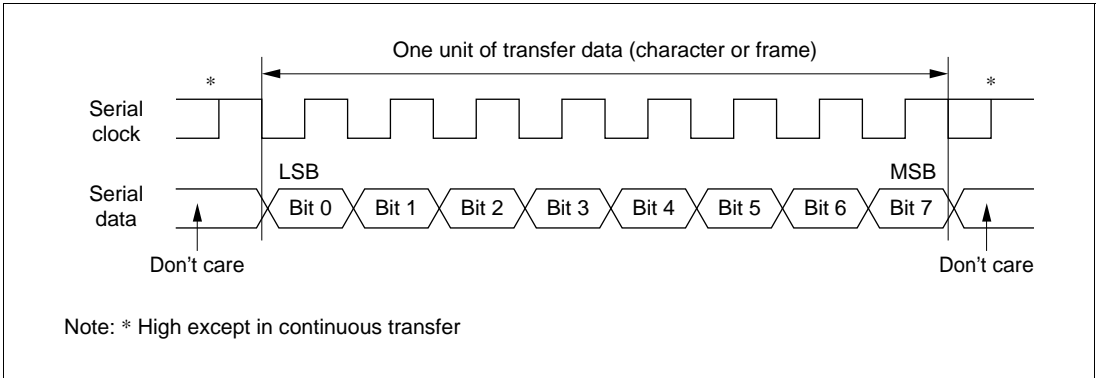 One unit of transfer data (character or frame)
* *
Serial
clock
LSB MSB
Serial
data
Bit 0 Bit 1 Bit 2 Bit 3 Bit 4 Bit 5 Bit 6 Bit 7
Don't care Don't care
Note: * High except in continuous transfer